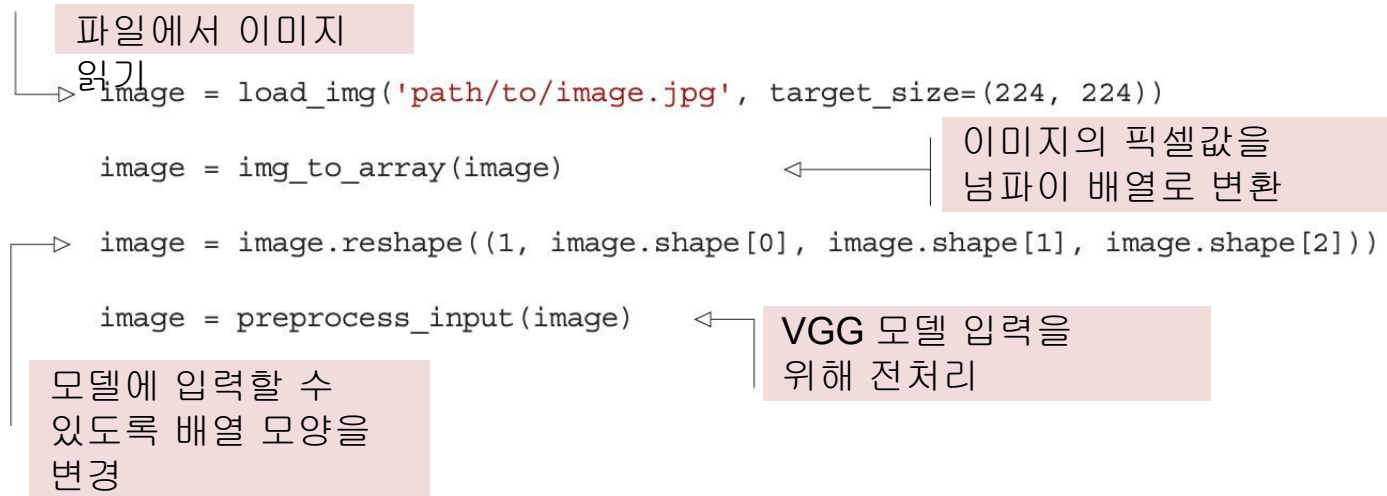 파일에서 이미지
읽기
image = load_img('path/to/image.jpg', target_size=(224, 224))
이미지의 픽셀값을
넘파이 배열로 변환
image = img_to_array(image)
image = image.reshape((1, image.shape[0], image.shape[1], image.shape[2]))
image = preprocess_input(image)
VGG 모델 입력을
위해 전처리
모델에 입력할 수
있도록 배열 모양을
변경